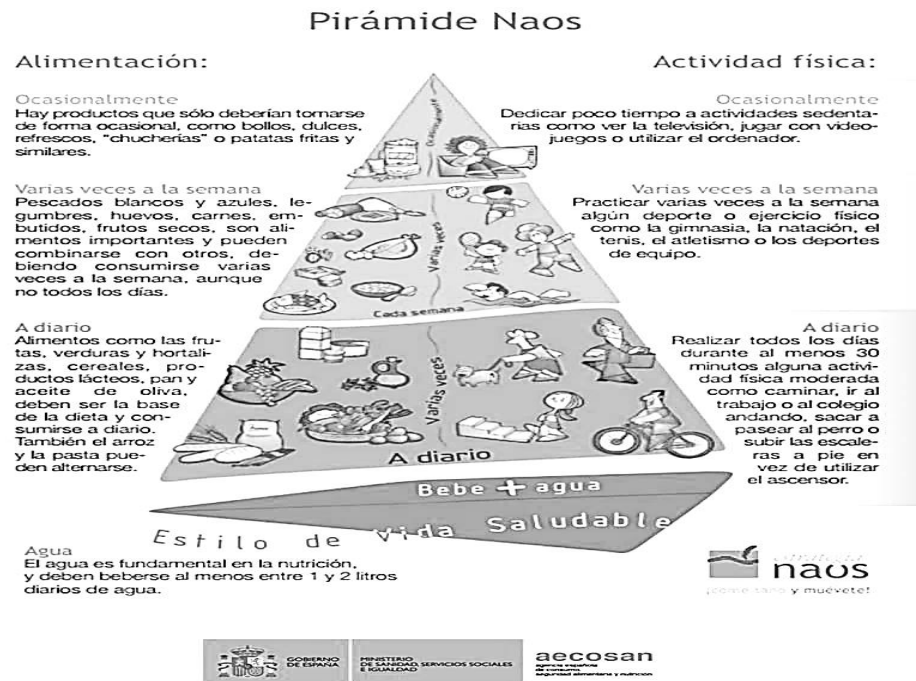 Pirámide Naos
Alimentación:
Ocasionalmente
Hay productos que sólo deberían tomarse
de forma ocasional, como bollos, dulces,
refrescos, "chucherías" o patatas fritas y
similares.
Varias veces a la semana
Pescados blancos y azules, le-
gumbres, huevos, carnes, em-
butidos, frutos secos, son ali-
mentos importantes y pueden
combinarse con otros, de-
biendo consumirse varias
veces a la semana, aunque
no todos los días.
A diario
Alimentos como las fru-
tas, verduras y hortali-
zas, cereales, pro-
ductos lácteos, pan y
aceite de oliva,
deben ser la base
de la dieta y con-
sumirse a diario.
También el arroz
y la pasta pue-
den alternarse.
Ocasionalmente
Varias veces
Cada semana
Varias veces
A diario
Bebe + agua
Estilo de Vida Saludable
Actividad física:
Ocasionalmente
Dedicar poco tiempo a actividades sedenta-
rias como ver la televisión, jugar con video-
juegos o utilizar el ordenador.
Varias veces a la semana
Practicar varias veces a la semana
algún deporte o ejercicio físico
como la gimnasia, la natación, el
tenis, el atletismo o los deportes
de equipo.
A diario
Realizar todos los días
durante al menos 30
minutos alguna activi-
dad física moderada
como caminar, ir al
trabajo o al colegio
andando, sacar a
pasear al perro o
subir las escale-
ras a pie en
vez de utilizar
el ascensor.
Agua
El agua es fundamental en la nutrición,
y deben beberse al menos entre 1 y 2 litros
diarios de agua.
naos
¡come sano y muévete!
GOBIERNO
DE ESPAÑA
MINISTERIO
DE SANIDAD, SERVICIOS SOCIALES
E IGUALDAD
aecosan
agencia española
de consumo,
seguridad alimentaria y nutrición